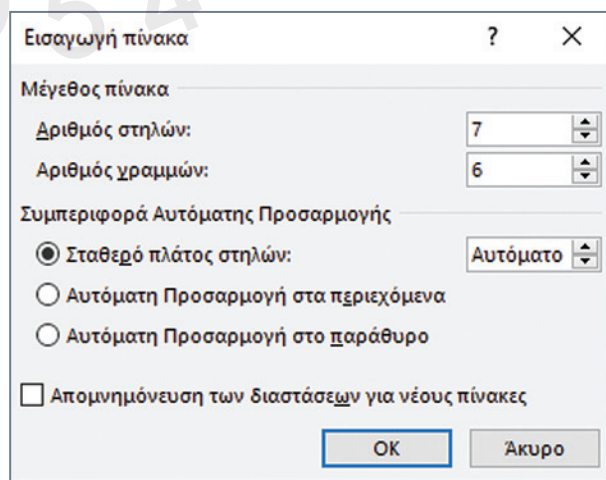 Εισαγωγή πίνακα ? ×
Μέγεθος πίνακα
Αριθμός στηλών: 7
Αριθμός γραμμών: 6
Συμπεριφορά Αυτόματης Προσαρμογής
Σταθερό πλάτος στηλών: Αυτόματο
Αυτόματη Προσαρμογή στα περιεχόμενα
Αυτόματη Προσαρμογή στο παράθυρο
Απομνημόνευση των διαστάσεων για νέους πίνακες
OK Άκυρο